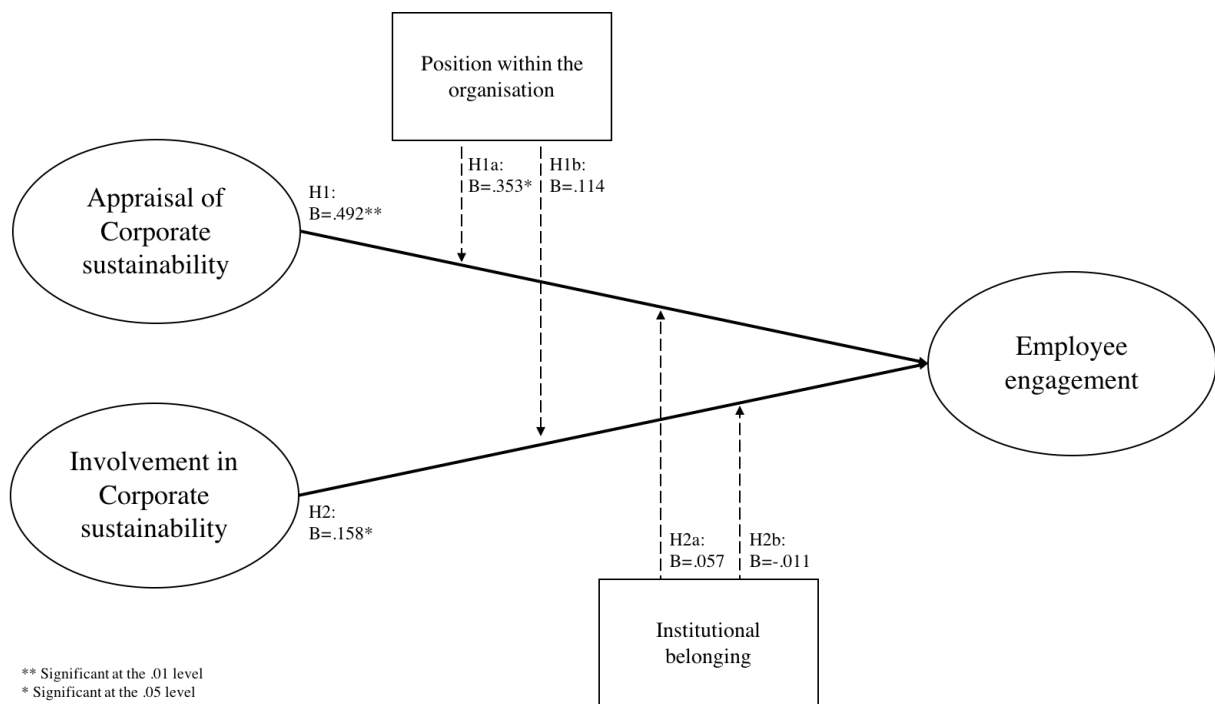 Position within the
organisation
H1a:
B=.353*
H1b:
B=.114
Appraisal of
Corporate
sustainability
H1:
B=.492**
Employee
engagement
Involvement in
Corporate
sustainability
H2:
B=.158*
H2a:
B=.057
H2b:
B=-.011
Institutional
belonging
** Significant at the .01 level
* Significant at the .05 level